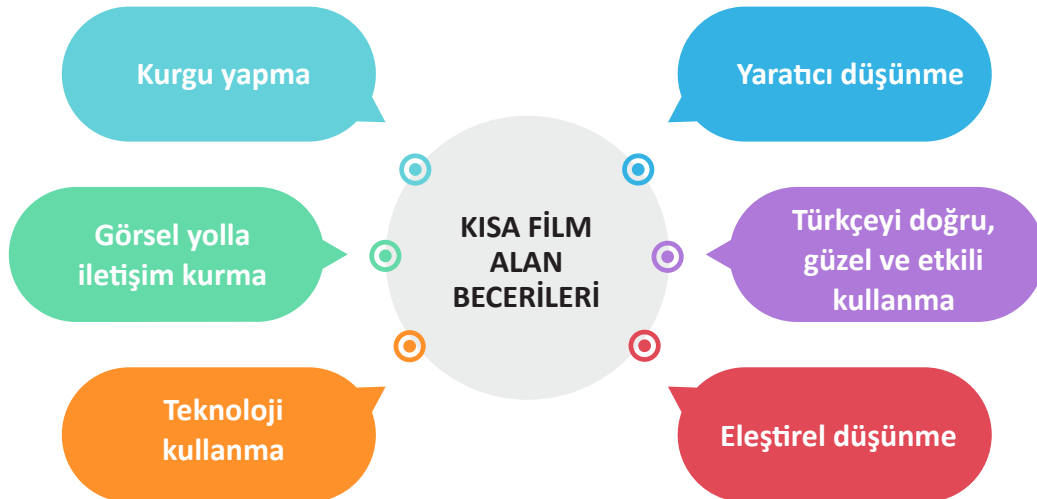 Kurgu yapma
Yaratıcı düşünme
Görsel yolla
iletişim kurma
KISA FİLM
ALAN
BECERİLERİ
Türkçeyi doğru,
güzel ve etkili
kullanma
Teknoloji
kullanma
Eleştirel düşünme